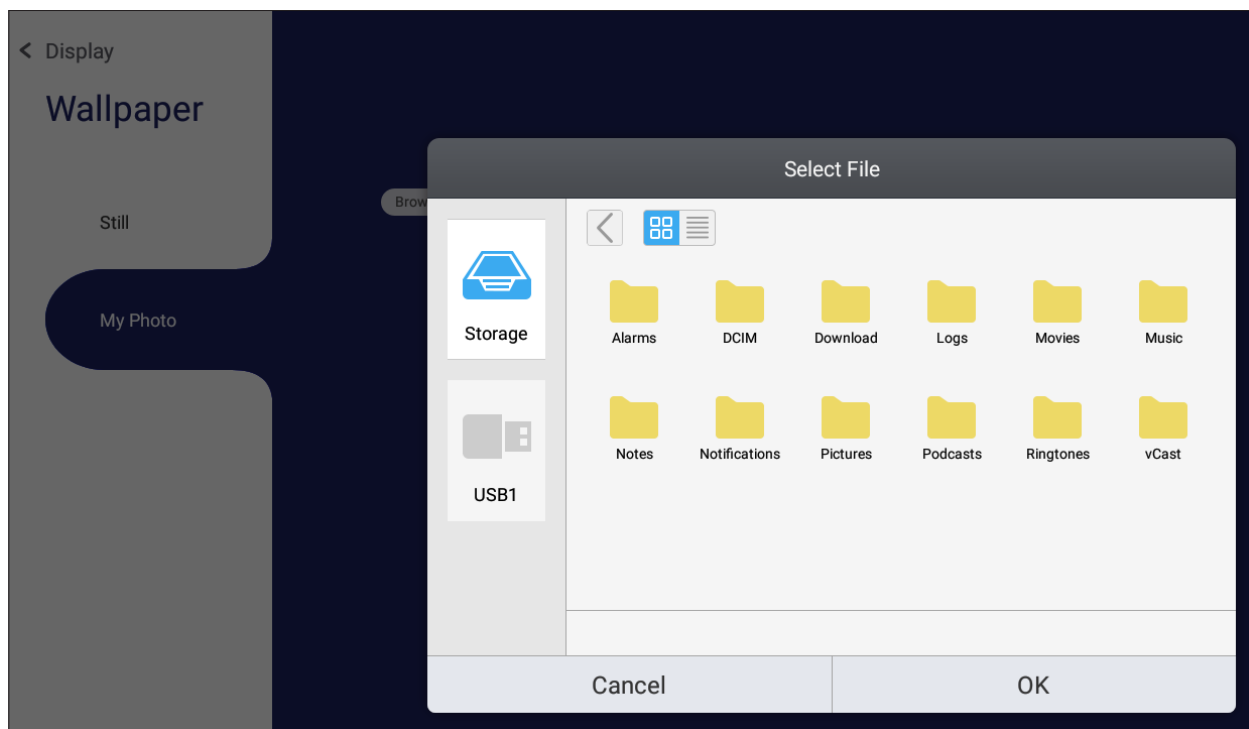 Display
Wallpaper
Still
My Photo
Brow
Select File
Storage
USB1
Alarms DCIM Download Logs Movies Music
Notes Notifications Pictures Podcasts Ringtones vCast
Cancel OK